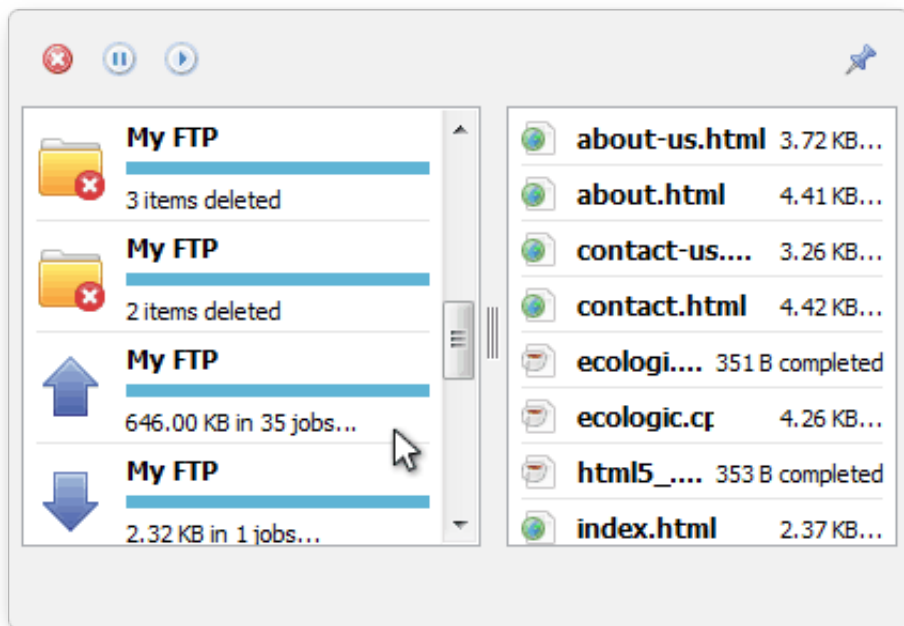 My FTP
3 items deleted
My FTP
2 items deleted
My FTP
646.00 KB in 35 jobs...
My FTP
2.32 KB in 1 jobs...
about-us.html 3.72 KB...
about.html 4.41 KB...
contact-us.... 3.26 KB...
contact.html 4.42 KB...
ecologi.... 351 B completed
ecologic.cp 4.26 KB...
html5_.... 353 B completed
index.html 2.37 KB...